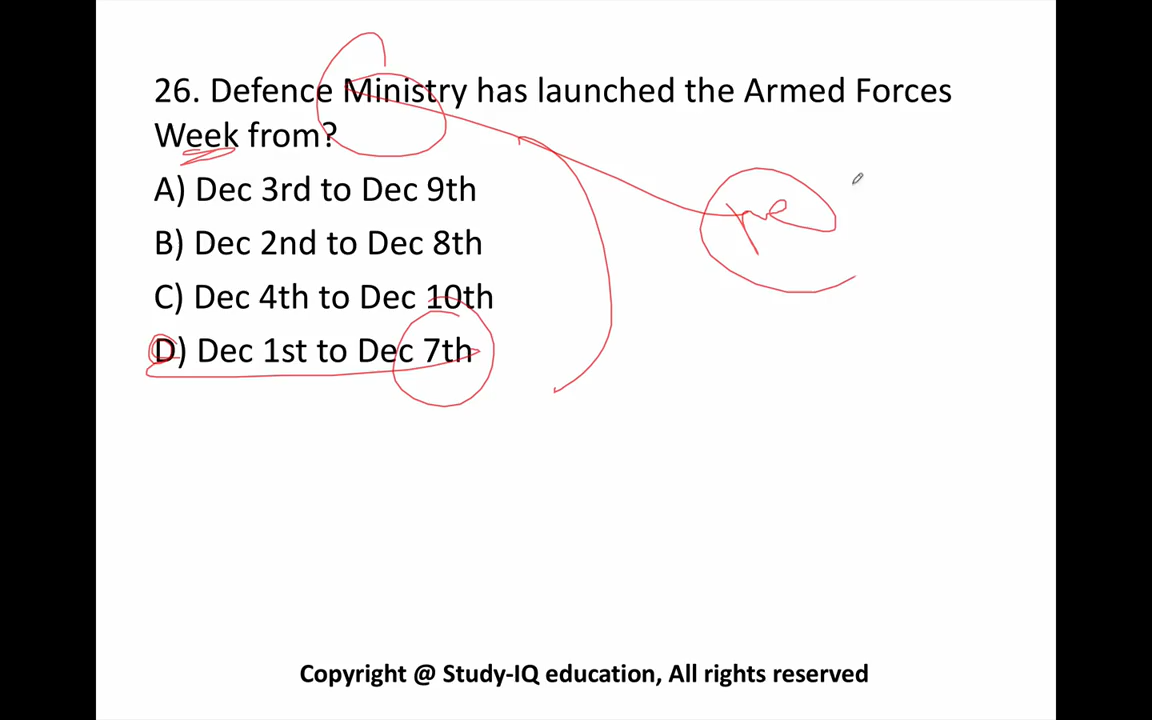 26. Defence Ministry has launched the Armed Forces
Week from?
A) Dec 3rd to Dec 9th
B) Dec 2nd to Dec 8th
C) Dec 4th to Dec 10th
D) Dec 1st to Dec 7th
Copyright @ Study-IQ education, All rights reserved